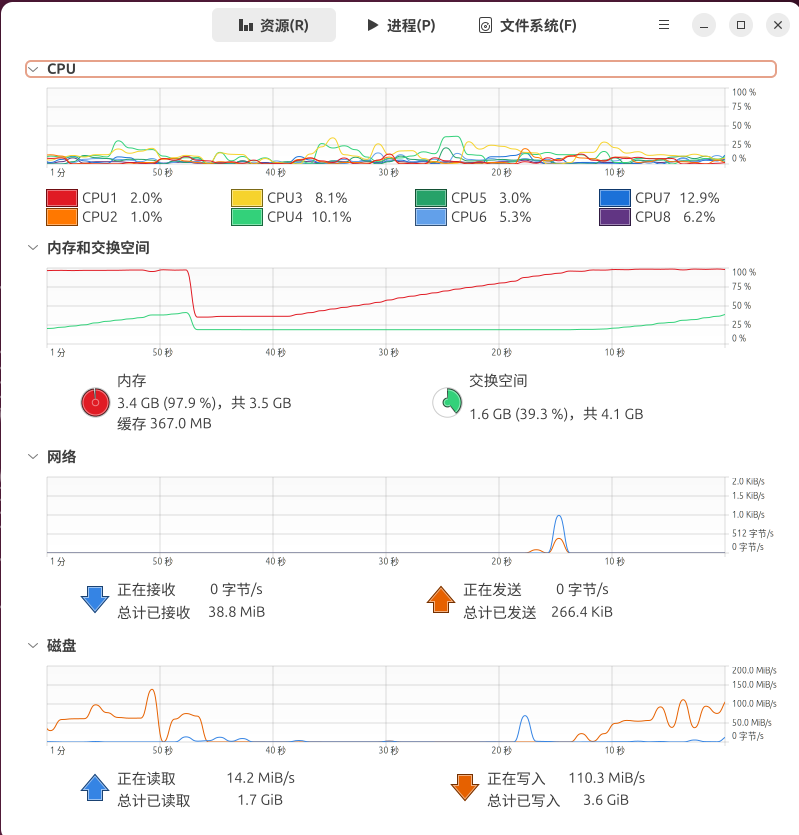 资源(R) 进程(P) 文件系统(F)
CPU
100 %
75 %
50 %
25 %
0 %
1 分 50 秒 40 秒 30 秒 20 秒 10 秒
CPU1 2.0% CPU3 8.1% CPU5 3.0% CPU7 12.9%
CPU2 1.0% CPU4 10.1% CPU6 5.3% CPU8 6.2%
内存和交换空间
100 %
75 %
50 %
25 %
0 %
1 分 50 秒 40 秒 30 秒 20 秒 10 秒
内存
3.4 GB (97.9 %)，共 3.5 GB
缓存 367.0 MB
交换空间
1.6 GB (39.3 %)，共 4.1 GB
网络
2.0 KiB/s
1.5 KiB/s
1.0 KiB/s
512 字节/s
0 字节/s
1 分 50 秒 40 秒 30 秒 20 秒 10 秒
正在接收 0 字节/s 正在发送 0 字节/s
总计已接收 38.8 MiB 总计已发送 266.4 KiB
磁盘
200.0 MiB/s
150.0 MiB/s
100.0 MiB/s
50.0 MiB/s
0 字节/s
1 分 50 秒 40 秒 30 秒 20 秒 10 秒
正在读取 14.2 MiB/s 正在写入 110.3 MiB/s
总计已读取 1.7 GiB 总计已写入 3.6 GiB